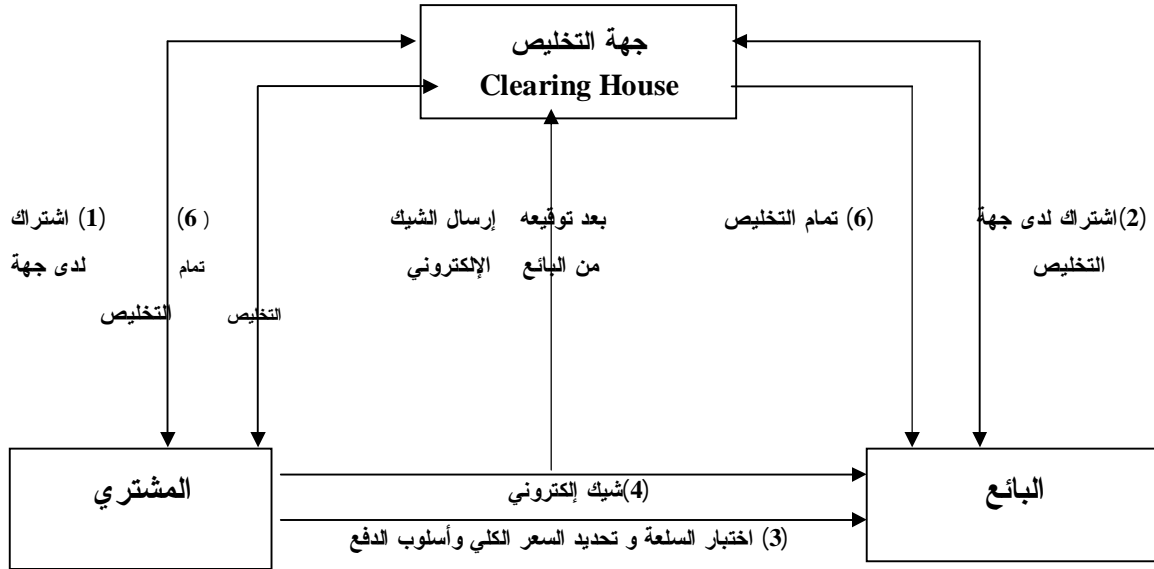 جهة التخليص
Clearing House
(1) اشتراك
لدى جهة
التخليص
(6 )
تمام
التخليص
إرسال الشيك
الإلكتروني
بعد توقيعه
من البائع
(6) تمام التخليص
(2)اشتراك لدى جهة
التخليص
المشتري
البائع
(4)شيك إلكتروني
(3) اختبار السلعة و تحديد السعر الكلي وأسلوب الدفع